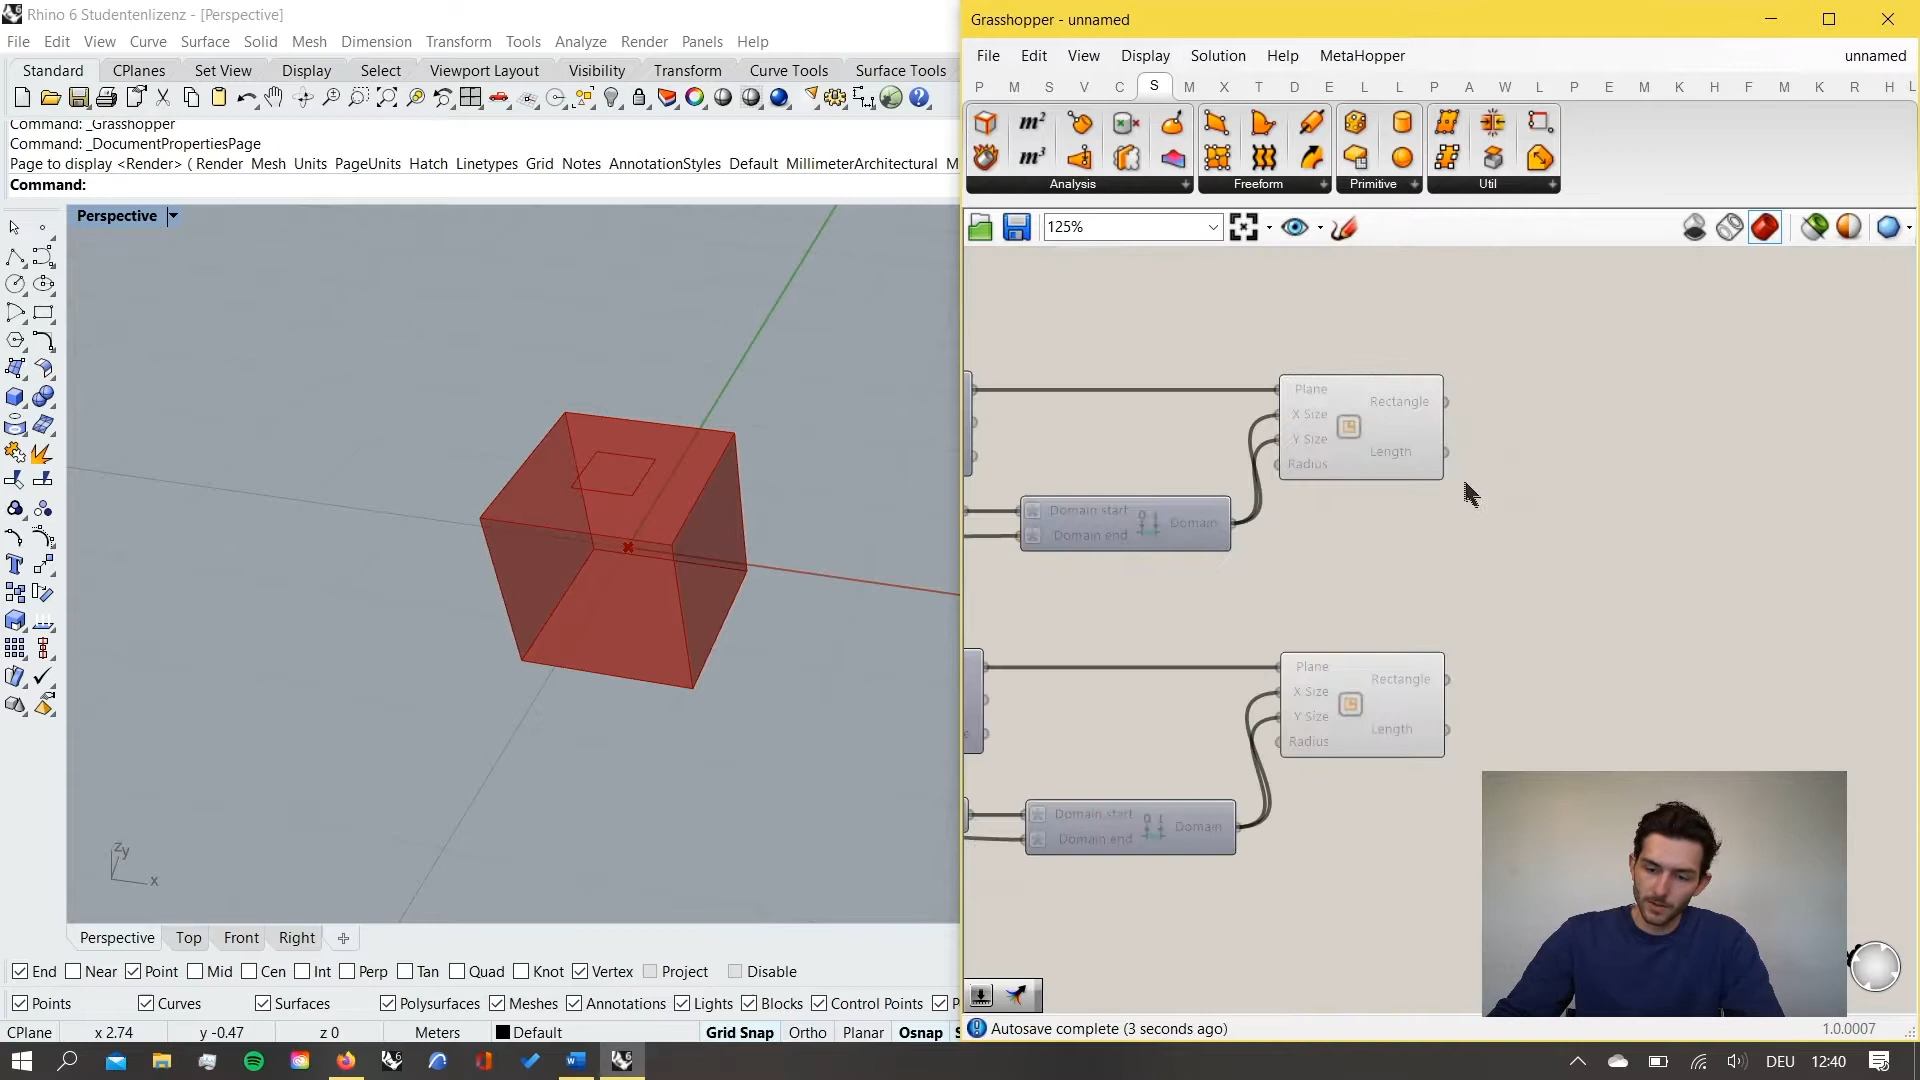 Rhino 6 Studentenlizenz - [Perspective]
File Edit View Curve Surface Solid Mesh Dimension Transform Tools Analyze Render Panels Help
Standard CPlanes Set View Display Select Viewport Layout Visibility Transform Curve Tools Surface Tools
Command: _Grasshopper
Command: _DocumentPropertiesPage
Page to display <Render> ( Render Mesh Units PageUnits Hatch Linetypes Grid Notes AnnotationStyles Default MillimeterArchitectural M
Command:
Perspective
zy
x
Perspective Top Front Right
End Near Point Mid Cen Int Perp Tan Quad Knot Vertex Project Disable
Points Curves Surfaces Polysurfaces Meshes Annotations Lights Blocks Control Points P
CPlane x 2.74 y -0.47 z 0 Meters Default Grid Snap Ortho Planar Osnap S
Grasshopper - unnamed
File Edit View Display Solution Help MetaHopper unnamed
P M S V C S M X T D E L L P A W L P E M K H F M K R H L
m²
m³
Analysis Freeform Primitive Util
125%
Plane
X Size
Y Size
Radius
Rectangle
Length
Domain start
Domain end
Domain
Plane
X Size
Y Size
Radius
Rectangle
Length
Domain start
Domain end
Domain
Autosave complete (3 seconds ago) 1.0.0007
DEU 12:40